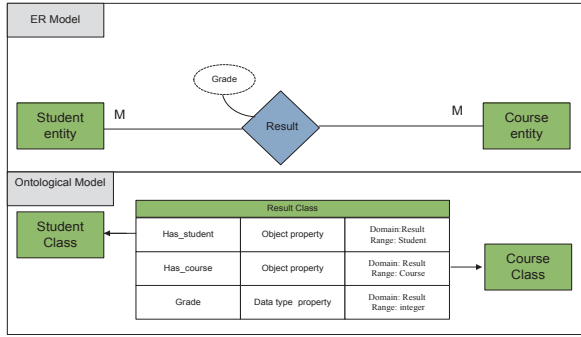 ER Model
Grade
Student
entity
M
Result
M
Course
entity
Ontological Model
Student
Class
Result Class
Has_student
Object property
Domain:Result
Range: Student
Has_course
Object property
Domain: Result
Range: Course
Grade
Data type property
Domain: Result
Range: integer
Course
Class